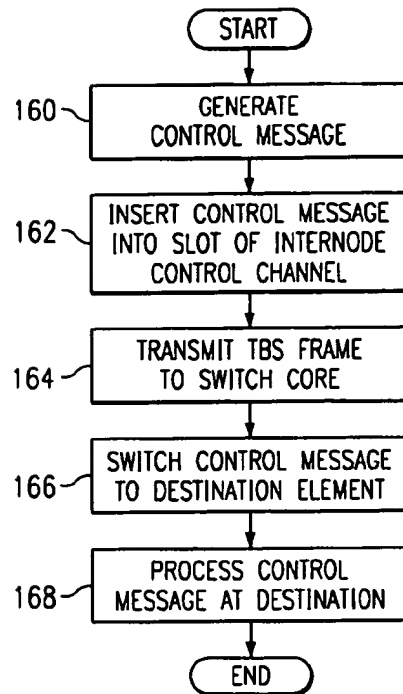 START
160
GENERATE
CONTROL MESSAGE
162
INSERT CONTROL MESSAGE
INTO SLOT OF INTERNODE
CONTROL CHANNEL
164
TRANSMIT TBS FRAME
TO SWITCH CORE
166
SWITCH CONTROL MESSAGE
TO DESTINATION ELEMENT
168
PROCESS CONTROL
MESSAGE AT DESTINATION
END